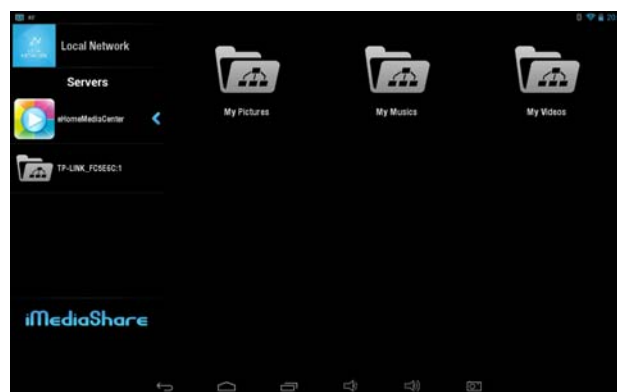 Local Network
Servers
eHomeMediaCenter
TP-LINK_FC5E6C:1
iMediaShare
My Pictures
My Musics
My Videos